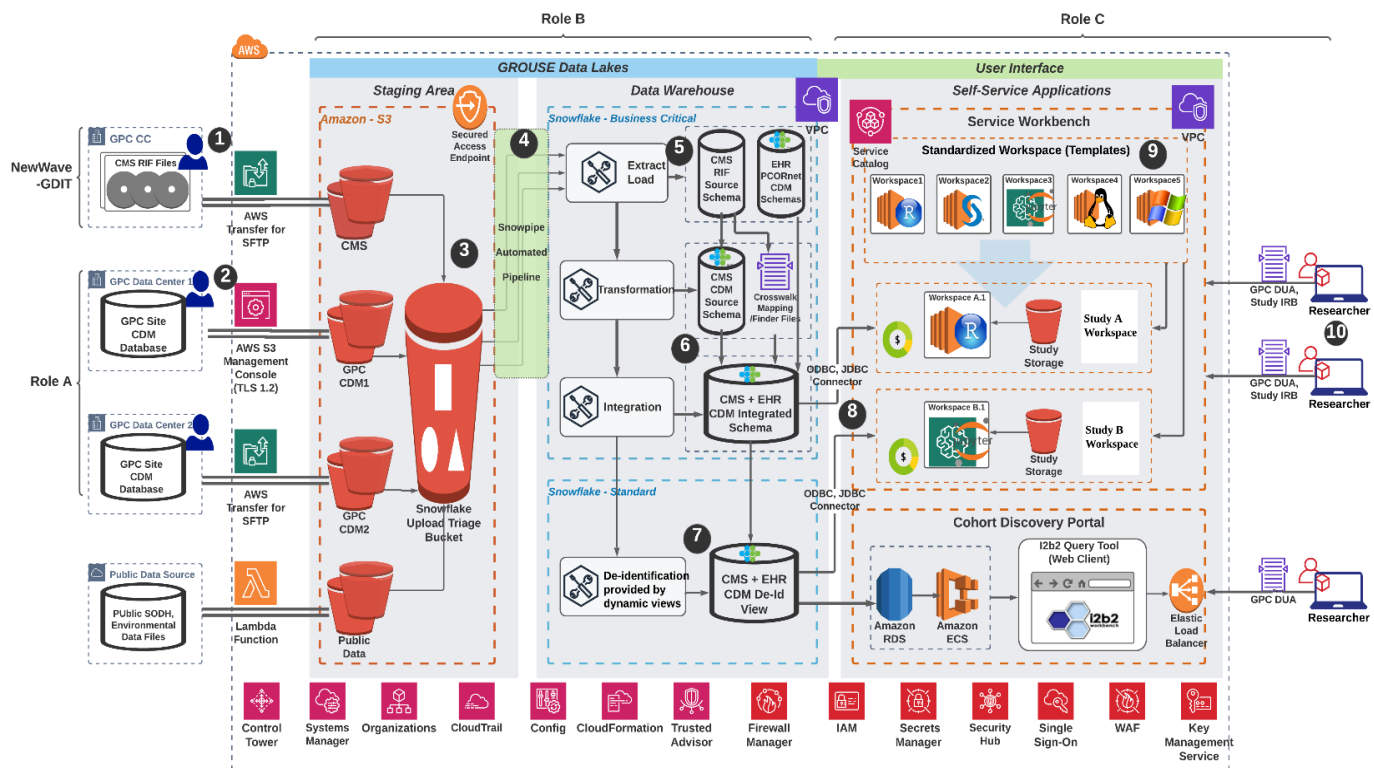 Role B
Role C
AWS
GROUSE Data Lakes
User Interface
Staging Area
Data Warehouse
Self-Service Applications
Amazon - S3
Secured
Access
Endpoint
Snowflake - Business Critical
VPC
Service Workbench
VPC
Service
Catalog
Standardized Workspace (Templates)
9
Workspace1
Workspace2
Workspace3
Workspace4
Workspace5
NewWave
-GDIT
GPC CC
1
CMS RIF Files
AWS
Transfer for
SFTP
CMS
4
Snowpipe
Automated
Pipeline
3
Extract
Load
5
CMS
RIF
Source
Schema
EHR
PCORnet
CDM
Schemas
Role A
GPC Data Center 1
2
GPC Site
CDM
Database
AWS S3
Management
Console
(TLS 1.2)
GPC
CDM1
Transformation
CMS
CDM
Source
Schema
Crosswalk
Mapping
/Finder Files
6
Integration
CMS + EHR
CDM Integrated
Schema
ODBC, JDBC
Connector
8
Workspace A.1
R
$
Study
Storage
Study A
Workspace
Workspace B.1
$
Study
Storage
Study B
Workspace
GPC DUA,
Study IRB
Researcher
10
GPC DUA,
Study IRB
Researcher
GPC Data Center 2
GPC Site
CDM
Database
AWS
Transfer for
SFTP
GPC
CDM2
Snowflake
Upload Triage
Bucket
Snowflake - Standard
ODBC, JDBC
Connector
7
De-identification
provided by
dynamic views
CMS + EHR
CDM De-Id
View
Public Data Source
PUblic SODH,
Environmental
Data Files
Lambda
Function
Public
Data
Cohort Discovery Portal
I2b2 Query Tool
(Web Client)
i2b2
workbench
Amazon
RDS
Amazon
ECS
Elastic
Load
Balancer
GPC DUA
Researcher
Control
Tower
Systems
Manager
Organizations
CloudTrail
Config
CloudFormation
Trusted
Advisor
Firewall
Manager
IAM
Secrets
Manager
Security
Hub
Single
Sign-On
WAF
Key
Management
Service